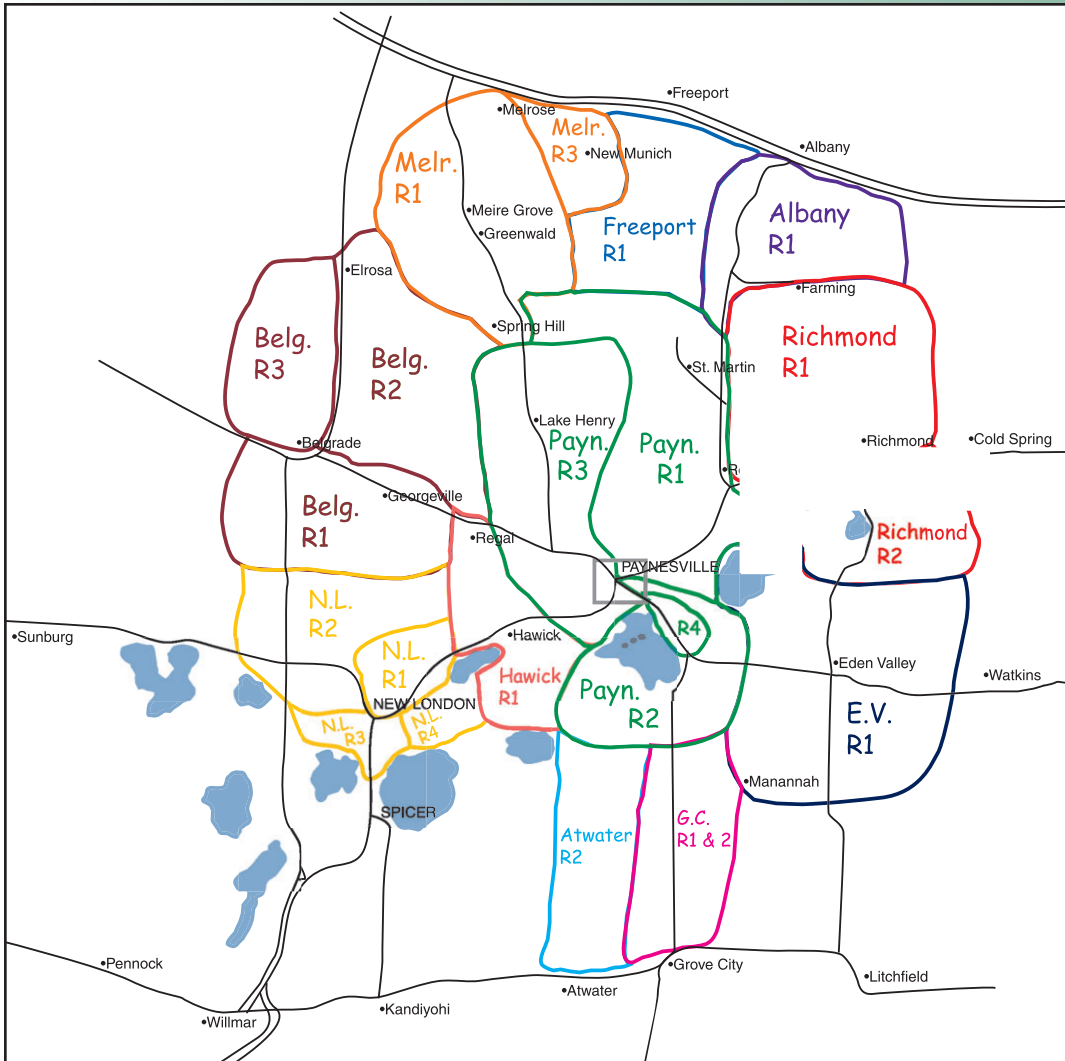 •Freeport
•Melrose
Melr.
R3
•New Munich
•Albany
Melr.
R1
•Meire Grove
•Greenwald
Freeport
R1
Albany
R1
•Elrosa
•Farming
•Spring Hill
Belg.
R3
Belg.
R2
Richmond
R1
•St. Martin
•Lake Henry
Payn.
R3
Payn.
R1
•Belgrade
•Richmond
•Cold Spring
•Georgeville
Belg.
R1
•Regal
Richmond
R2
PAYNESVILLE
N.L.
R2
R4
•Sunburg
•Hawick
N.L.
R1
Hawick
R1
•Eden Valley
•Watkins
Payn.
R2
NEW LONDON
N.L.
R3
N.L.
R4
E.V.
R1
•Manannah
SPICER
Atwater
R2
G.C.
R1 & 2
•Pennock
•Grove City
•Litchfield
•Atwater
•Kandiyohi
•Willmar